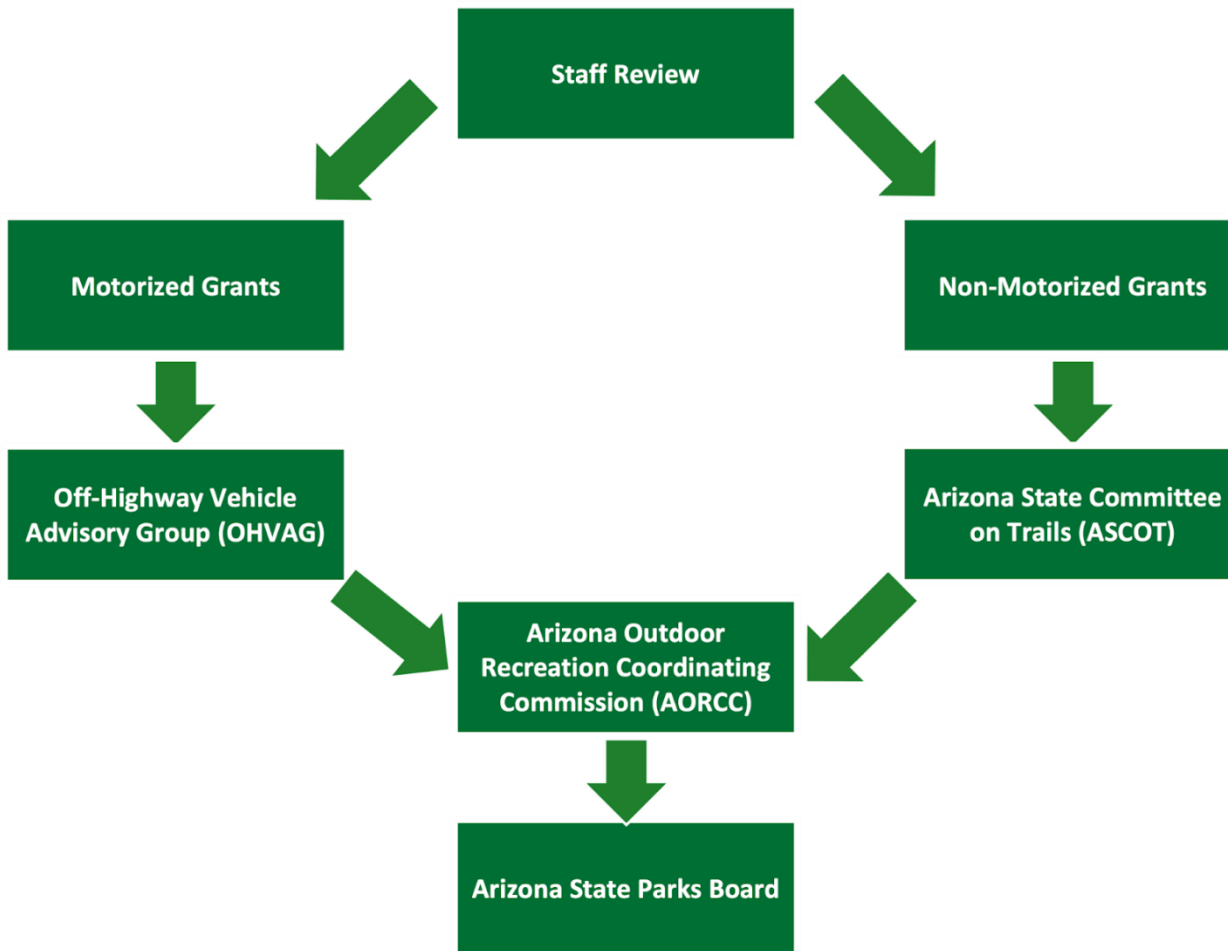 Staff Review
Motorized Grants
Non-Motorized Grants
Off-Highway Vehicle
Advisory Group (OHVAG)
Arizona State Committee
on Trails (ASCOT)
Arizona Outdoor
Recreation Coordinating
Commission (AORCC)
Arizona State Parks Board